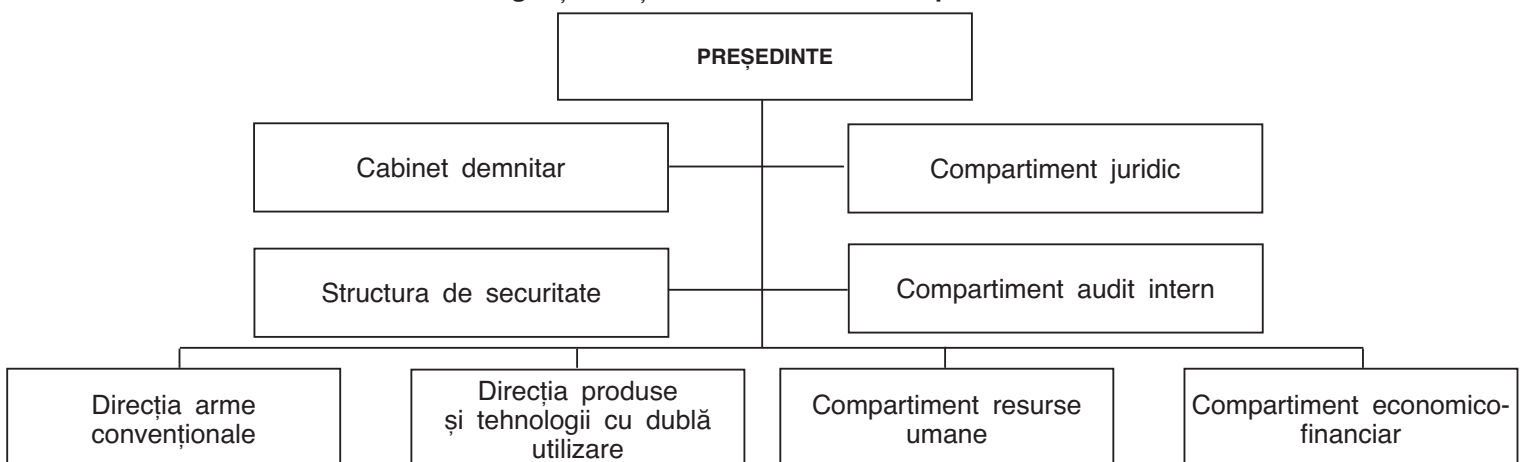 PREȘEDINTE
Cabinet demnitar
Compartiment juridic
Structura de securitate
Compartiment audit intern
Direcția arme
convenționale
Direcția produse
și tehnologii cu dublă
utilizare
Compartiment resurse
umane
Compartiment economico-
financiar